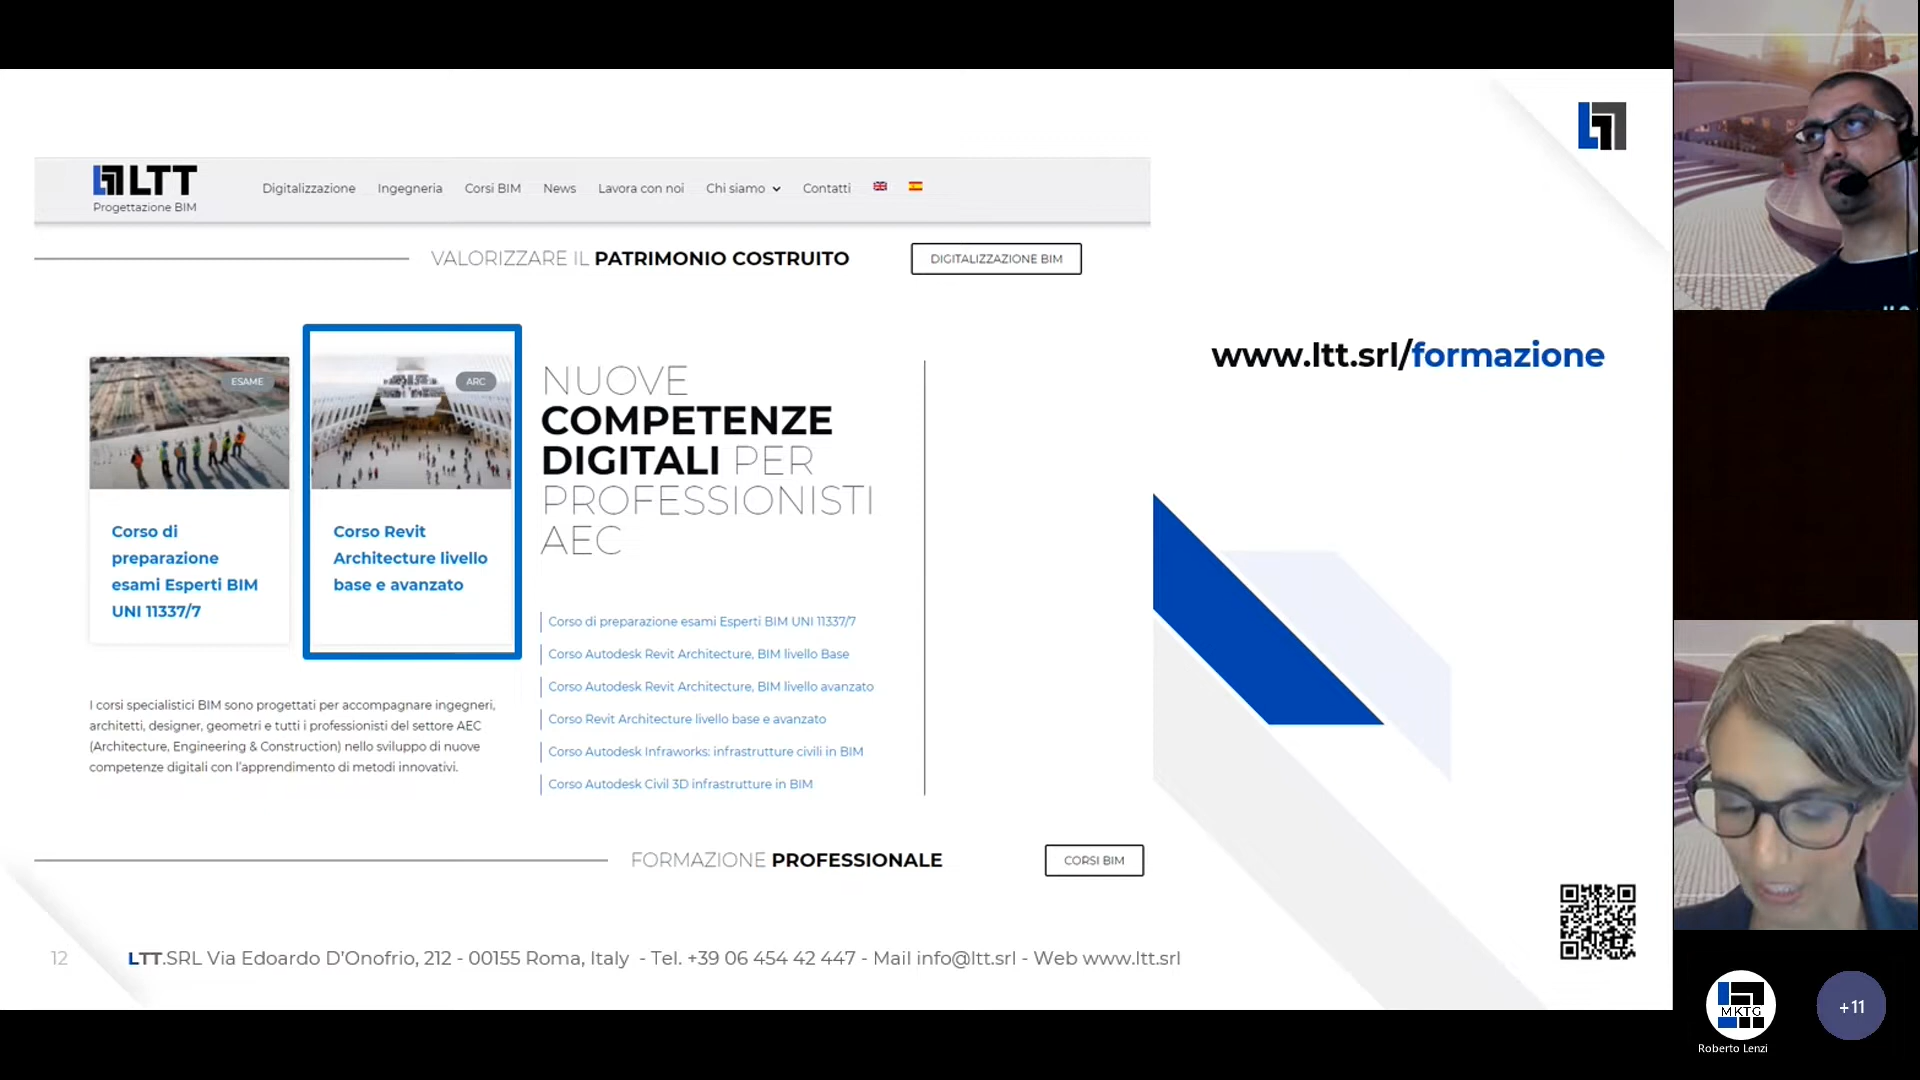 LTT
Progettazione BIM
Digitalizzazione Ingegneria Corsi BIM News Lavora con noi Chi siamo Contatti
VALORIZZARE IL PATRIMONIO COSTRUITO
DIGITALIZZAZIONE BIM
ESAME
Corso di
preparazione
esami Esperti BIM
UNI 11337/7
ARC
Corso Revit
Architecture livello
base e avanzato
I corsi specialistici BIM sono progettati per accompagnare ingegneri,
architetti, designer, geometri e tutti i professionisti del settore AEC
(Architecture, Engineering & Construction) nello sviluppo di nuove
competenze digitali con l'apprendimento di metodi innovativi.
NUOVE
COMPETENZE
DIGITALI PER
PROFESSIONISTI
AEC
Corso di preparazione esami Esperti BIM UNI 11337/7
Corso Autodesk Revit Architecture, BIM livello Base
Corso Autodesk Revit Architecture, BIM livello avanzato
Corso Revit Architecture livello base e avanzato
Corso Autodesk Infraworks: infrastrutture civili in BIM
Corso Autodesk Civil 3D infrastrutture in BIM
www.ltt.srl/formazione
FORMAZIONE PROFESSIONALE
CORSI BIM
12
LTT.SRL Via Edoardo D'Onofrio, 212 - 00155 Roma, Italy - Tel. +39 06 454 42 447 - Mail info@ltt.srl - Web www.ltt.srl
MKTG
Roberto Lenzi
+11